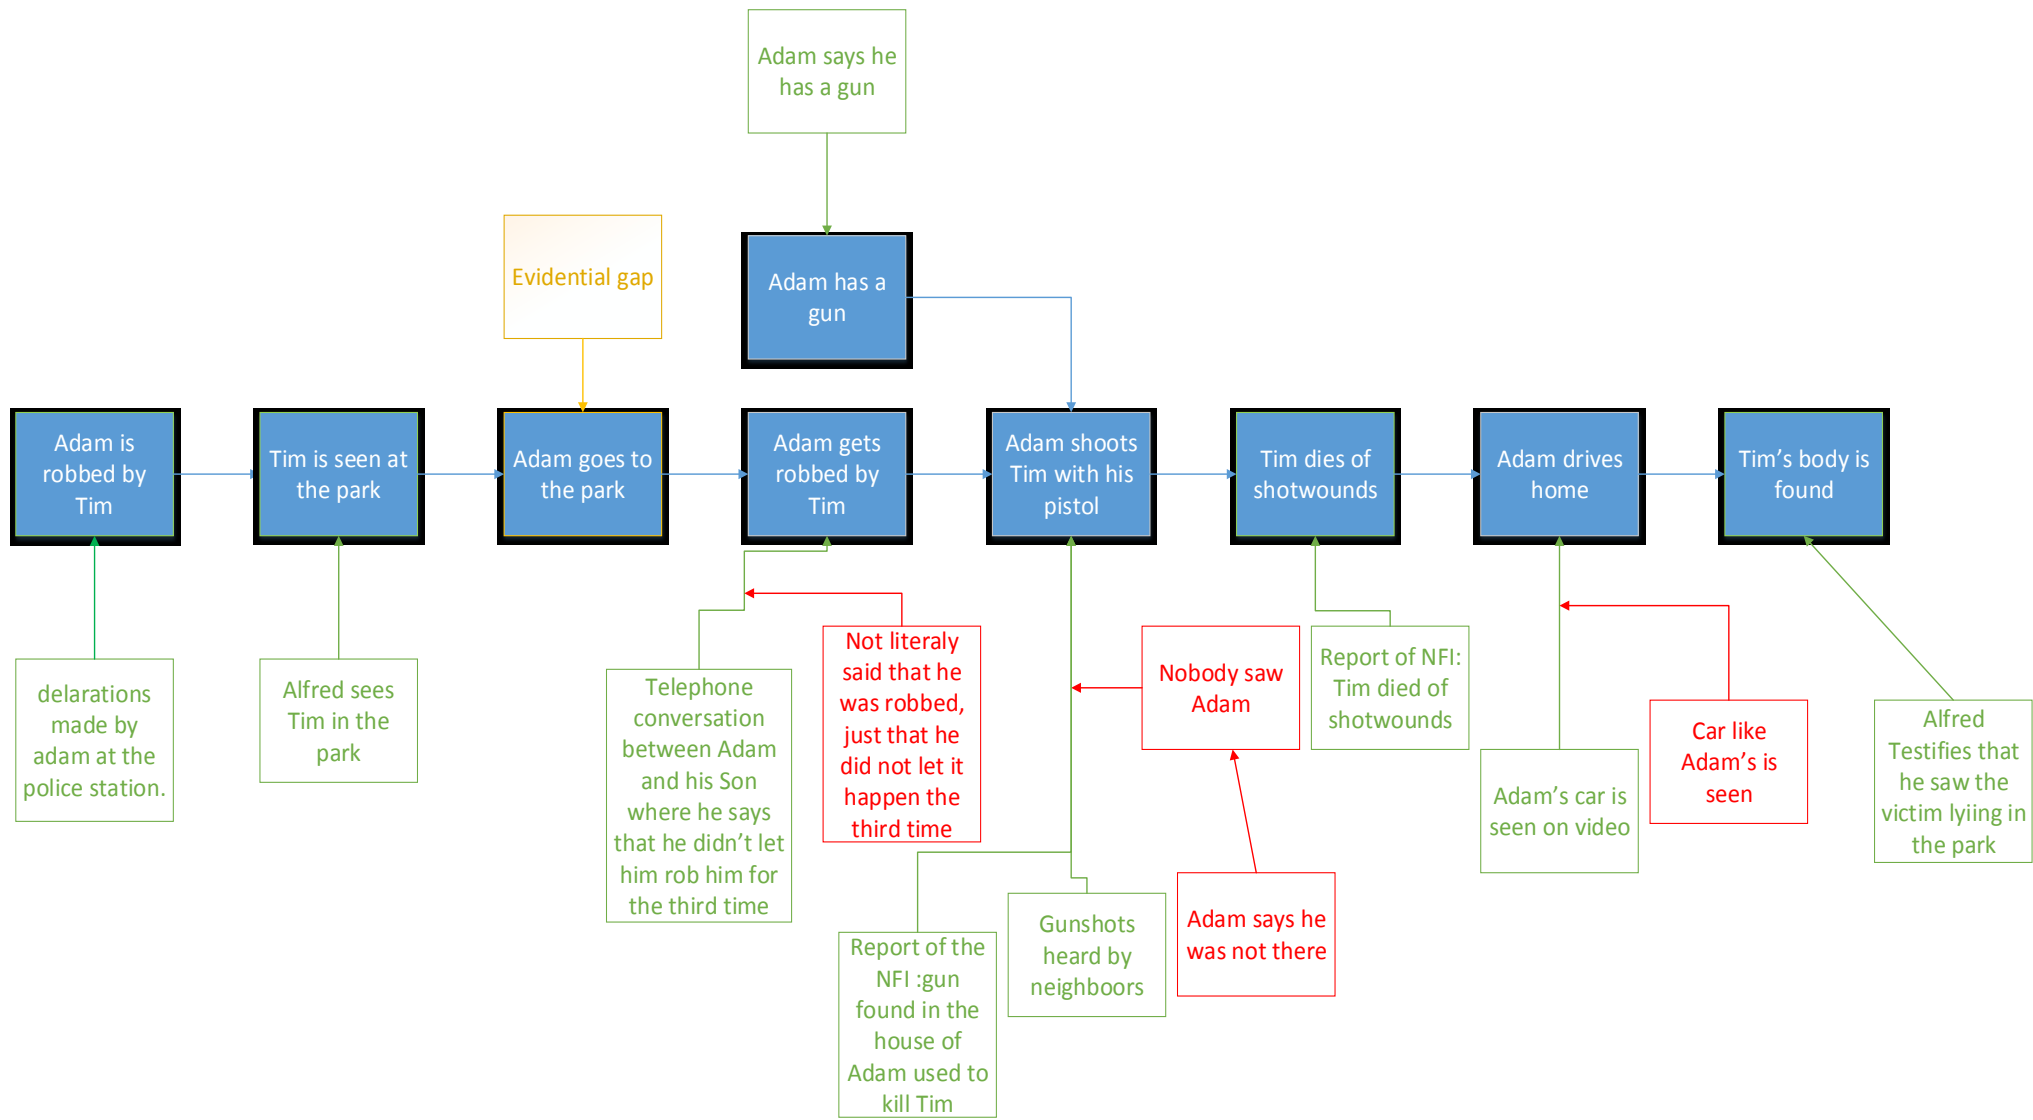 Adam says he
has a gun
Evidential gap
Adam has a
gun
Adam is
robbed by
Tim
Tim is seen at
the park
Adam goes to
the park
Adam gets
robbed by
Tim
Adam shoots
Tim with his
pistol
Tim dies of
shotwounds
Adam drives
home
Tim's body is
found
delarations
made by
adam at the
police station.
Alfred sees
Tim in the
park
Telephone
conversation
between Adam
and his Son
where he says
that he didn't let
him rob him for
the third time
Not literaly
said that he
was robbed,
just that he
did not let it
happen the
third time
Report of the
NFI :gun
found in the
house of
Adam used to
kill Tim
Gunshots
heard by
neighboors
Nobody saw
Adam
Adam says he
was not there
Report of NFI:
Tim died of
shotwounds
Adam's car is
seen on video
Car like
Adam's is
seen
Alfred
Testifies that
he saw the
victim lyiing in
the park